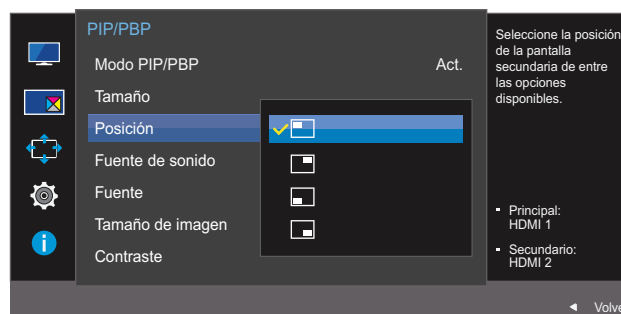 PIP/PBP
Modo PIP/PBP Act.
Tamaño
Posición
Fuente de sonido
Fuente
Tamaño de imagen
Contraste
Seleccione la posición
de la pantalla
secundaria de entre
las opciones
disponibles.
Principal:
HDMI 1
Secundario:
HDMI 2